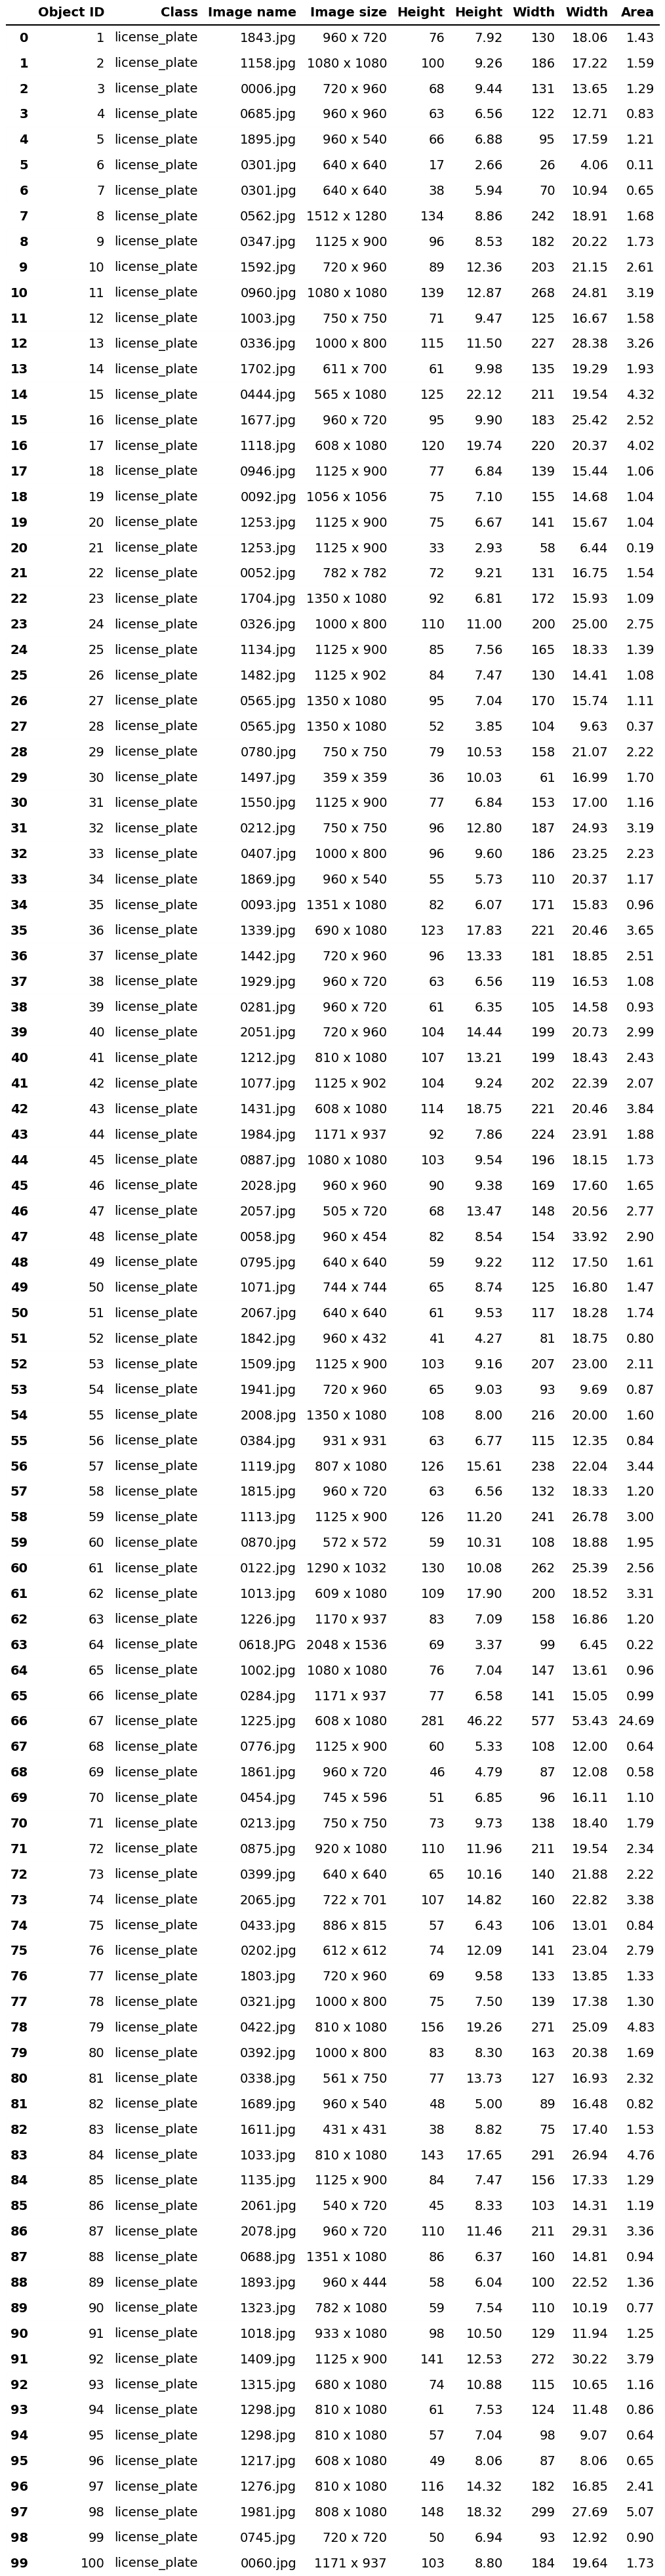 Object ID Class Image name Image size Height Height Width Width Area
0 1 license_plate 1843.jpg 960 x 720 76 7.92 130 18.06 1.43
1 2 license_plate 1158.jpg 1080 x 1080 100 9.26 186 17.22 1.59
2 3 license_plate 0006.jpg 720 x 960 68 9.44 131 13.65 1.29
3 4 license_plate 0685.jpg 960 x 960 63 6.56 122 12.71 0.83
4 5 license_plate 1895.jpg 960 x 540 66 6.88 95 17.59 1.21
5 6 license_plate 0301.jpg 640 x 640 17 2.66 26 4.06 0.11
6 7 license_plate 0301.jpg 640 x 640 38 5.94 70 10.94 0.65
7 8 license_plate 0562.jpg 1512 x 1280 134 8.86 242 18.91 1.68
8 9 license_plate 0347.jpg 1125 x 900 96 8.53 182 20.22 1.73
9 10 license_plate 1592.jpg 720 x 960 89 12.36 203 21.15 2.61
10 11 license_plate 0960.jpg 1080 x 1080 139 12.87 268 24.81 3.19
11 12 license_plate 1003.jpg 750 x 750 71 9.47 125 16.67 1.58
12 13 license_plate 0336.jpg 1000 x 800 115 11.50 227 28.38 3.26
13 14 license_plate 1702.jpg 611 x 700 61 9.98 135 19.29 1.93
14 15 license_plate 0444.jpg 565 x 1080 125 22.12 211 19.54 4.32
15 16 license_plate 1677.jpg 960 x 720 95 9.90 183 25.42 2.52
16 17 license_plate 1118.jpg 608 x 1080 120 19.74 220 20.37 4.02
17 18 license_plate 0946.jpg 1125 x 900 77 6.84 139 15.44 1.06
18 19 license_plate 0092.jpg 1056 x 1056 75 7.10 155 14.68 1.04
19 20 license_plate 1253.jpg 1125 x 900 75 6.67 141 15.67 1.04
20 21 license_plate 1253.jpg 1125 x 900 33 2.93 58 6.44 0.19
21 22 license_plate 0052.jpg 782 x 782 72 9.21 131 16.75 1.54
22 23 license_plate 1704.jpg 1350 x 1080 92 6.81 172 15.93 1.09
23 24 license_plate 0326.jpg 1000 x 800 110 11.00 200 25.00 2.75
24 25 license_plate 1134.jpg 1125 x 900 85 7.56 165 18.33 1.39
25 26 license_plate 1482.jpg 1125 x 902 84 7.47 130 14.41 1.08
26 27 license_plate 0565.jpg 1350 x 1080 95 7.04 170 15.74 1.11
27 28 license_plate 0565.jpg 1350 x 1080 52 3.85 104 9.63 0.37
28 29 license_plate 0780.jpg 750 x 750 79 10.53 158 21.07 2.22
29 30 license_plate 1497.jpg 359 x 359 36 10.03 61 16.99 1.70
30 31 license_plate 1550.jpg 1125 x 900 77 6.84 153 17.00 1.16
31 32 license_plate 0212.jpg 750 x 750 96 12.80 187 24.93 3.19
32 33 license_plate 0407.jpg 1000 x 800 96 9.60 186 23.25 2.23
33 34 license_plate 1869.jpg 960 x 540 55 5.73 110 20.37 1.17
34 35 license_plate 0093.jpg 1351 x 1080 82 6.07 171 15.83 0.96
35 36 license_plate 1339.jpg 690 x 1080 123 17.83 221 20.46 3.65
36 37 license_plate 1442.jpg 720 x 960 96 13.33 181 18.85 2.51
37 38 license_plate 1929.jpg 960 x 720 63 6.56 119 16.53 1.08
38 39 license_plate 0281.jpg 960 x 720 61 6.35 105 14.58 0.93
39 40 license_plate 2051.jpg 720 x 960 104 14.44 199 20.73 2.99
40 41 license_plate 1212.jpg 810 x 1080 107 13.21 199 18.43 2.43
41 42 license_plate 1077.jpg 1125 x 902 104 9.24 202 22.39 2.07
42 43 license_plate 1431.jpg 608 x 1080 114 18.75 221 20.46 3.84
43 44 license_plate 1984.jpg 1171 x 937 92 7.86 224 23.91 1.88
44 45 license_plate 0887.jpg 1080 x 1080 103 9.54 196 18.15 1.73
45 46 license_plate 2028.jpg 960 x 960 90 9.38 169 17.60 1.65
46 47 license_plate 2057.jpg 505 x 720 68 13.47 148 20.56 2.77
47 48 license_plate 0058.jpg 960 x 454 82 8.54 154 33.92 2.90
48 49 license_plate 0795.jpg 640 x 640 59 9.22 112 17.50 1.61
49 50 license_plate 1071.jpg 744 x 744 65 8.74 125 16.80 1.47
50 51 license_plate 2067.jpg 640 x 640 61 9.53 117 18.28 1.74
51 52 license_plate 1842.jpg 960 x 432 41 4.27 81 18.75 0.80
52 53 license_plate 1509.jpg 1125 x 900 103 9.16 207 23.00 2.11
53 54 license_plate 1941.jpg 720 x 960 65 9.03 93 9.69 0.87
54 55 license_plate 2008.jpg 1350 x 1080 108 8.00 216 20.00 1.60
55 56 license_plate 0384.jpg 931 x 931 63 6.77 115 12.35 0.84
56 57 license_plate 1119.jpg 807 x 1080 126 15.61 238 22.04 3.44
57 58 license_plate 1815.jpg 960 x 720 63 6.56 132 18.33 1.20
58 59 license_plate 1113.jpg 1125 x 900 126 11.20 241 26.78 3.00
59 60 license_plate 0870.jpg 572 x 572 59 10.31 108 18.88 1.95
60 61 license_plate 0122.jpg 1290 x 1032 130 10.08 262 25.39 2.56
61 62 license_plate 1013.jpg 609 x 1080 109 17.90 200 18.52 3.31
62 63 license_plate 1226.jpg 1170 x 937 83 7.09 158 16.86 1.20
63 64 license_plate 0618.JPG 2048 x 1536 69 3.37 99 6.45 0.22
64 65 license_plate 1002.jpg 1080 x 1080 76 7.04 147 13.61 0.96
65 66 license_plate 0284.jpg 1171 x 937 77 6.58 141 15.05 0.99
66 67 license_plate 1225.jpg 608 x 1080 281 46.22 577 53.43 24.69
67 68 license_plate 0776.jpg 1125 x 900 60 5.33 108 12.00 0.64
68 69 license_plate 1861.jpg 960 x 720 46 4.79 87 12.08 0.58
69 70 license_plate 0454.jpg 745 x 596 51 6.85 96 16.11 1.10
70 71 license_plate 0213.jpg 750 x 750 73 9.73 138 18.40 1.79
71 72 license_plate 0875.jpg 920 x 1080 110 11.96 211 19.54 2.34
72 73 license_plate 0399.jpg 640 x 640 65 10.16 140 21.88 2.22
73 74 license_plate 2065.jpg 722 x 701 107 14.82 160 22.82 3.38
74 75 license_plate 0433.jpg 886 x 815 57 6.43 106 13.01 0.84
75 76 license_plate 0202.jpg 612 x 612 74 12.09 141 23.04 2.79
76 77 license_plate 1803.jpg 720 x 960 69 9.58 133 13.85 1.33
77 78 license_plate 0321.jpg 1000 x 800 75 7.50 139 17.38 1.30
78 79 license_plate 0422.jpg 810 x 1080 156 19.26 271 25.09 4.83
79 80 license_plate 0392.jpg 1000 x 800 83 8.30 163 20.38 1.69
80 81 license_plate 0338.jpg 561 x 750 77 13.73 127 16.93 2.32
81 82 license_plate 1689.jpg 960 x 540 48 5.00 89 16.48 0.82
82 83 license_plate 1611.jpg 431 x 431 38 8.82 75 17.40 1.53
83 84 license_plate 1033.jpg 810 x 1080 143 17.65 291 26.94 4.76
84 85 license_plate 1135.jpg 1125 x 900 84 7.47 156 17.33 1.29
85 86 license_plate 2061.jpg 540 x 720 45 8.33 103 14.31 1.19
86 87 license_plate 2078.jpg 960 x 720 110 11.46 211 29.31 3.36
87 88 license_plate 0688.jpg 1351 x 1080 86 6.37 160 14.81 0.94
88 89 license_plate 1893.jpg 960 x 444 58 6.04 100 22.52 1.36
89 90 license_plate 1323.jpg 782 x 1080 59 7.54 110 10.19 0.77
90 91 license_plate 1018.jpg 933 x 1080 98 10.50 129 11.94 1.25
91 92 license_plate 1409.jpg 1125 x 900 141 12.53 272 30.22 3.79
92 93 license_plate 1315.jpg 680 x 1080 74 10.88 115 10.65 1.16
93 94 license_plate 1298.jpg 810 x 1080 61 7.53 124 11.48 0.86
94 95 license_plate 1298.jpg 810 x 1080 57 7.04 98 9.07 0.64
95 96 license_plate 1217.jpg 608 x 1080 49 8.06 87 8.06 0.65
96 97 license_plate 1276.jpg 810 x 1080 116 14.32 182 16.85 2.41
97 98 license_plate 1981.jpg 808 x 1080 148 18.32 299 27.69 5.07
98 99 license_plate 0745.jpg 720 x 720 50 6.94 93 12.92 0.90
99 100 license_plate 0060.jpg 1171 x 937 103 8.80 184 19.64 1.73